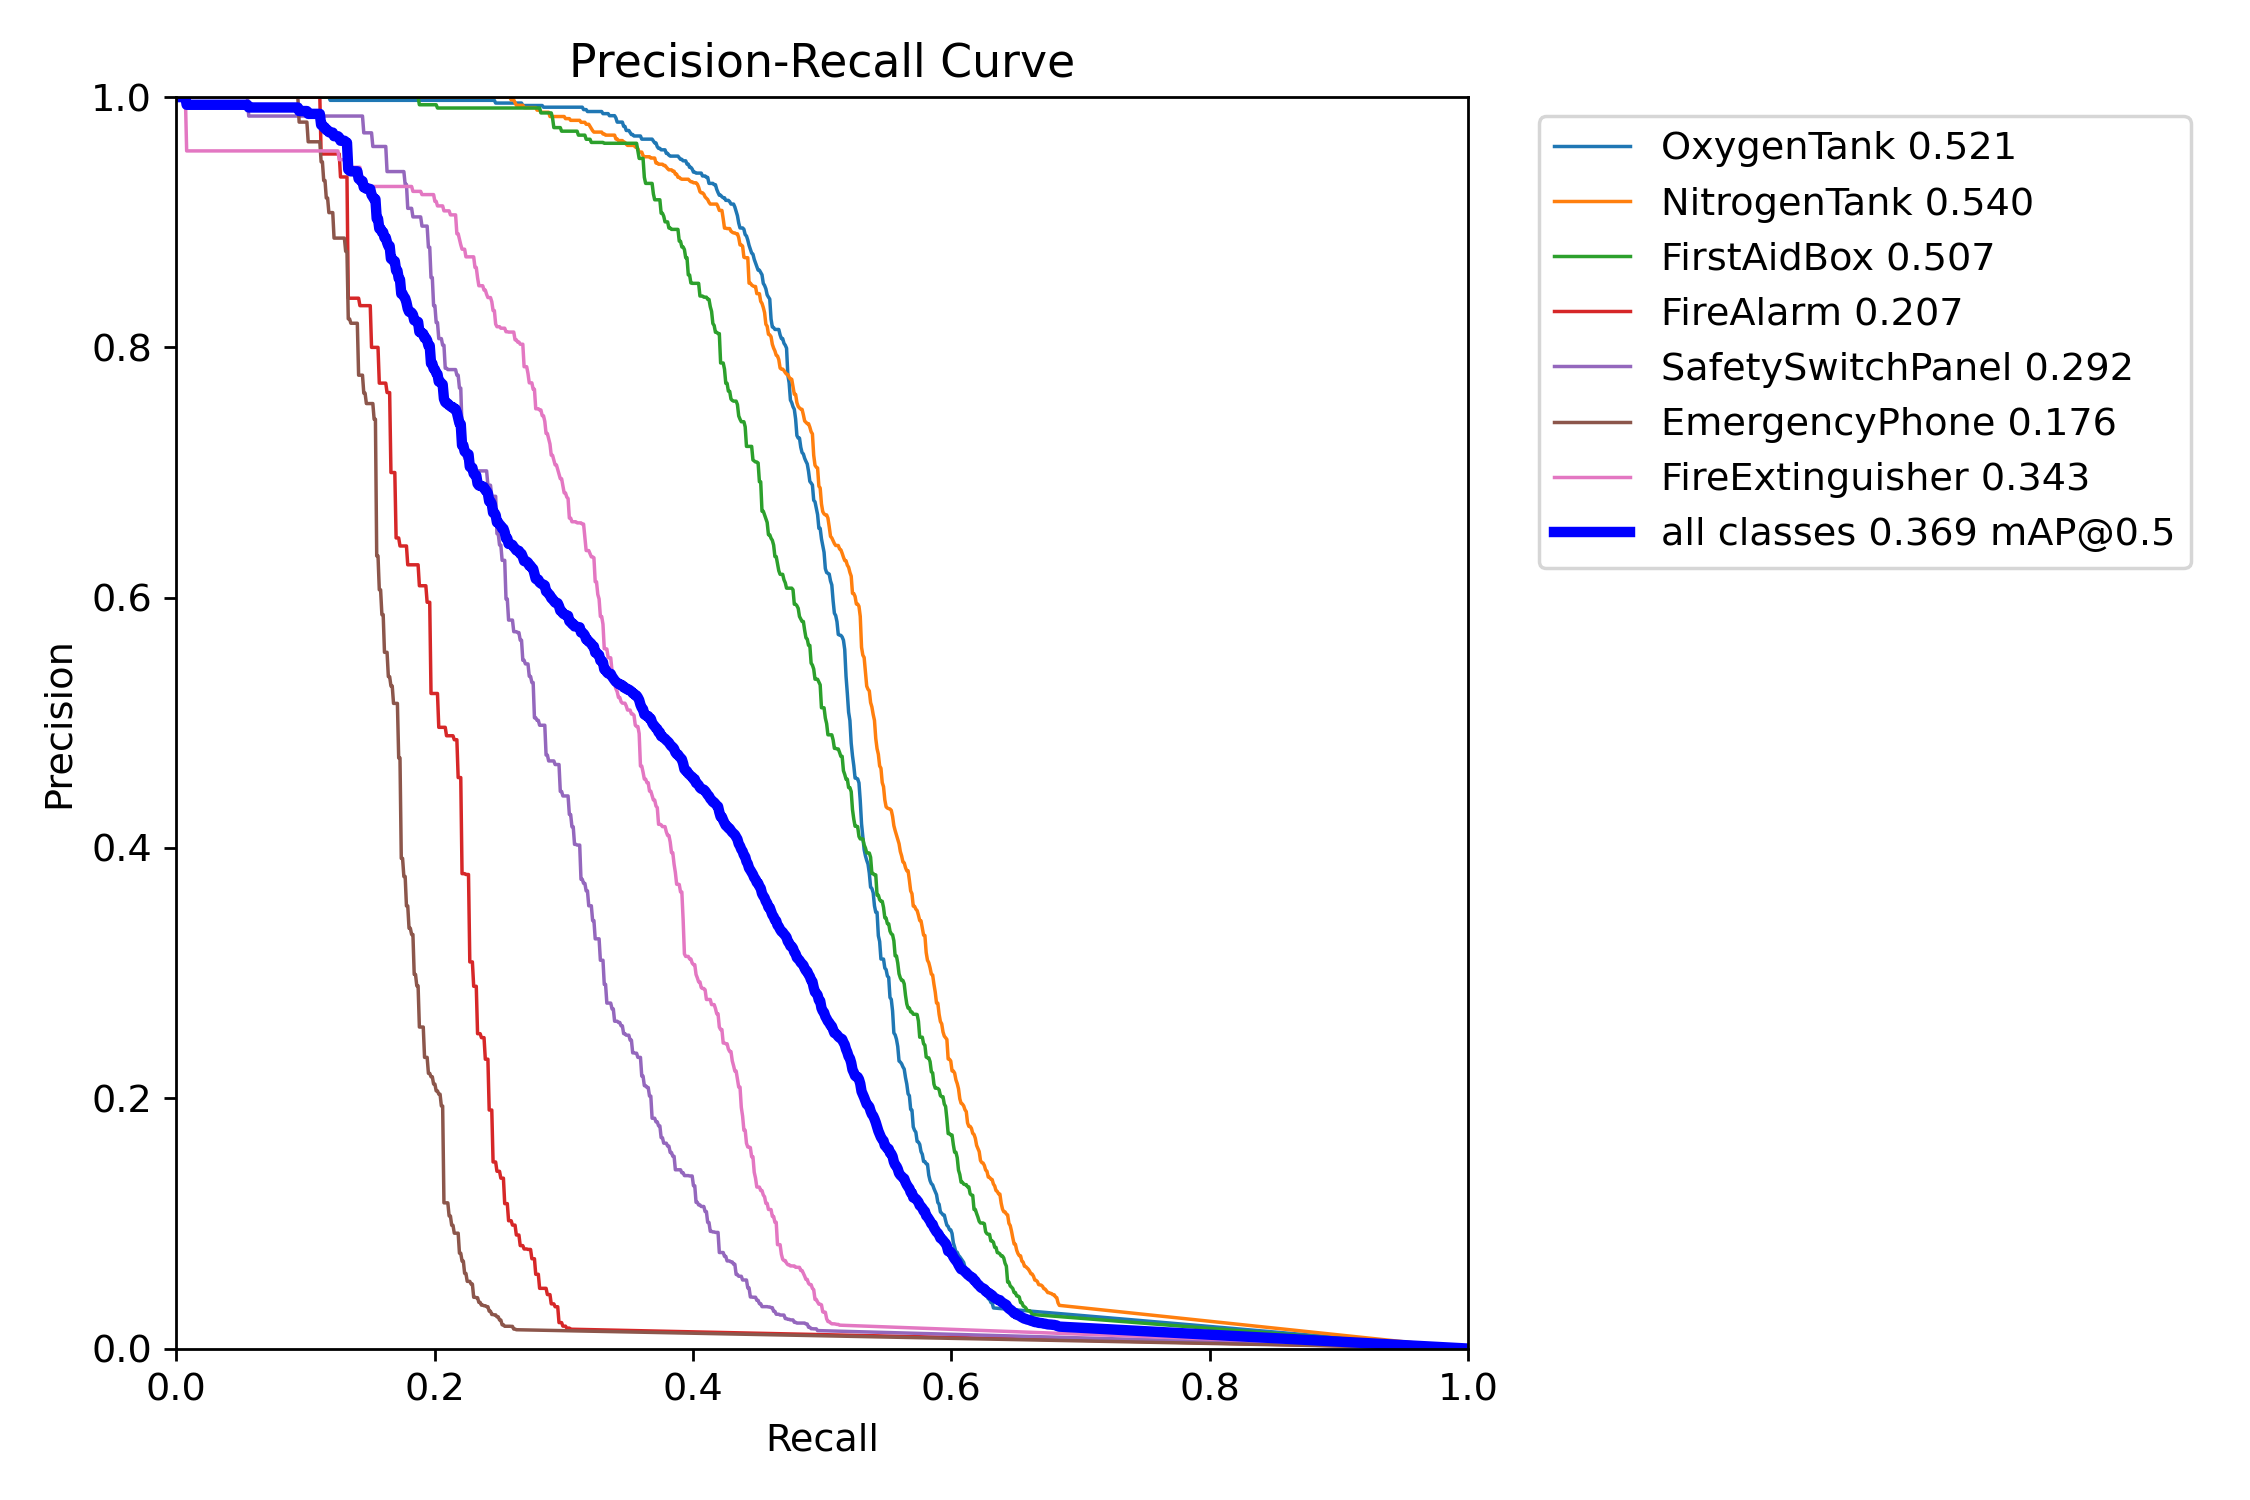 Precision-Recall Curve
1.0
0.8
0.6
0.4
0.2
0.0
Precision
0.0 0.2 0.4 0.6 0.8 1.0
Recall
OxygenTank 0.521
NitrogenTank 0.540
FirstAidBox 0.507
FireAlarm 0.207
SafetySwitchPanel 0.292
EmergencyPhone 0.176
FireExtinguisher 0.343
all classes 0.369 mAP@0.5